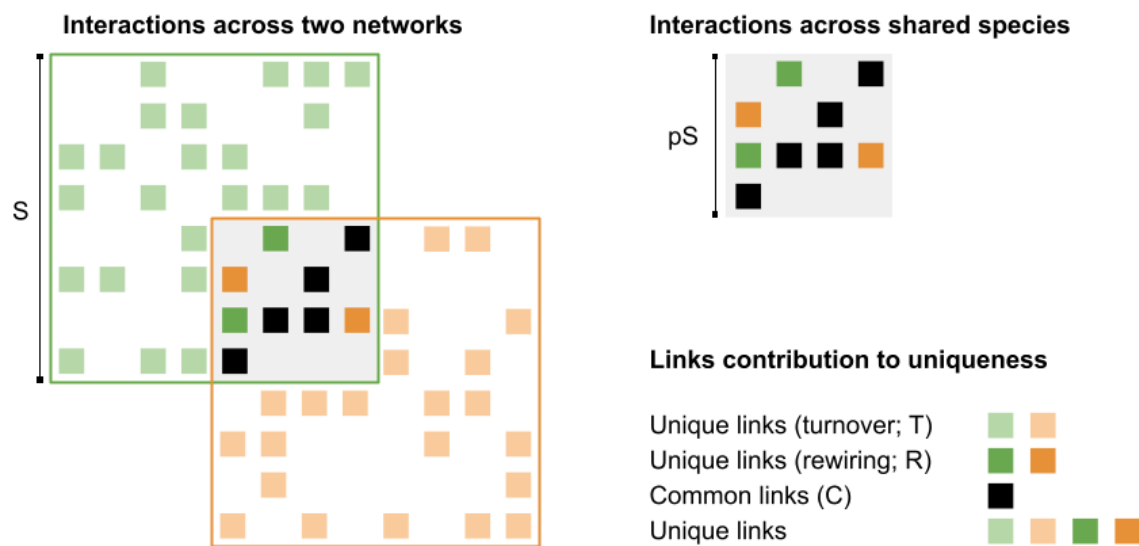 Interactions across two networks
S
Interactions across shared species
pS
Links contribution to uniqueness
Unique links (turnover; T)
Unique links (rewiring; R)
Common links (C)
Unique links